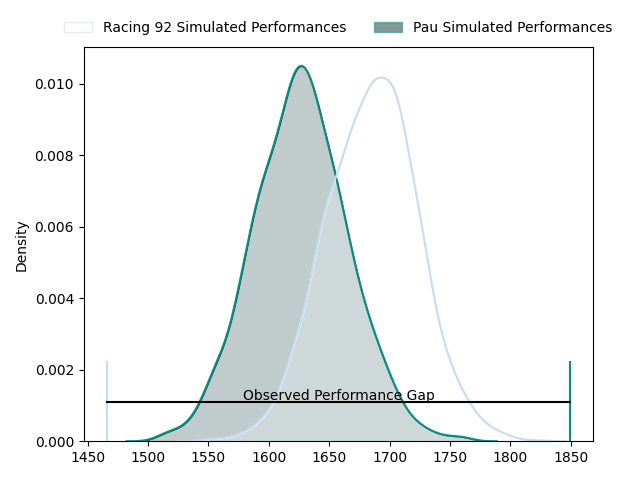 Racing 92 Simulated Performances
Pau Simulated Performances
0.010
0.008
0.006
0.004
0.002
0.000
Density
Observed Performance Gap
1450 1500 1550 1600 1650 1700 1750 1800 1850